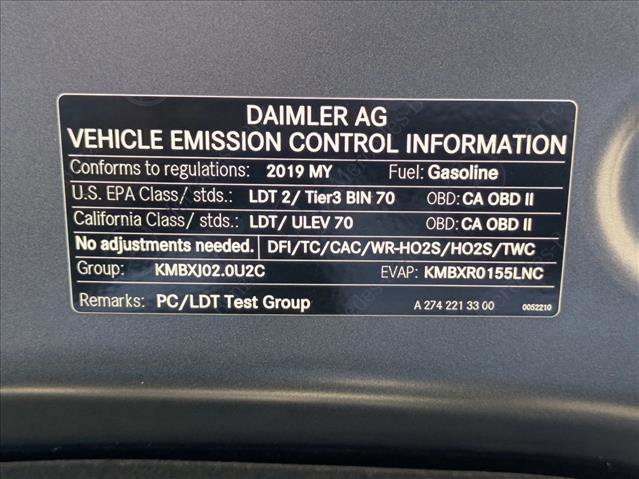 DAIMLER AG
VEHICLE EMISSION CONTROL INFORMATION
Conforms to regulations: 2019 MY Fuel: Gasoline
U.S. EPA Class/ stds.: LDT 2/ Tier3 BIN 70 OBD: CA OBD II
California Class/ stds.: LDT/ ULEV 70 OBD: CA OBD II
No adjustments needed. DFI/TC/CAC/WR-HO2S/HO2S/TWC
Group: KMBXJ02.0U2C EVAP: KMBXR0155LNC
Remarks: PC/LDT Test Group A 274 221 33 00 0052210